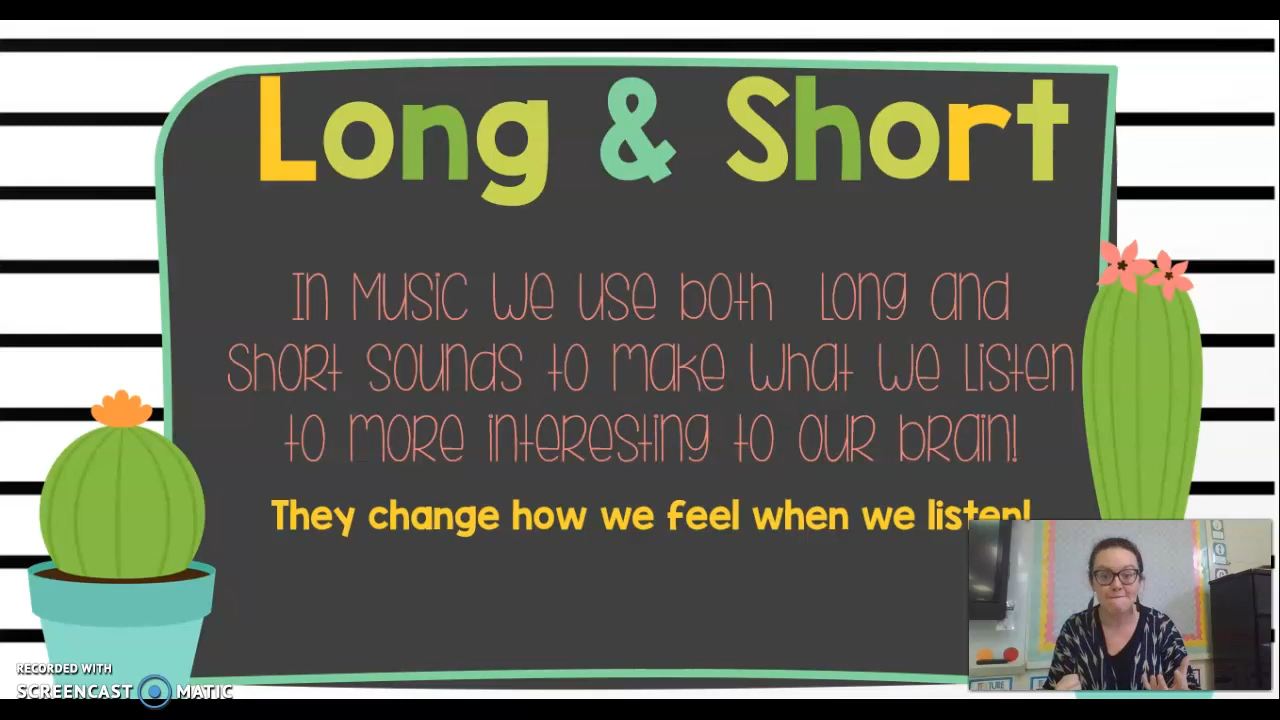 Long & Short
In Music we use both Long and
Short Sounds to make what we Listen
to more interesting to our brain!
They change how we feel when we listen!
RECORDED WITH
SCREENCAST MATIC